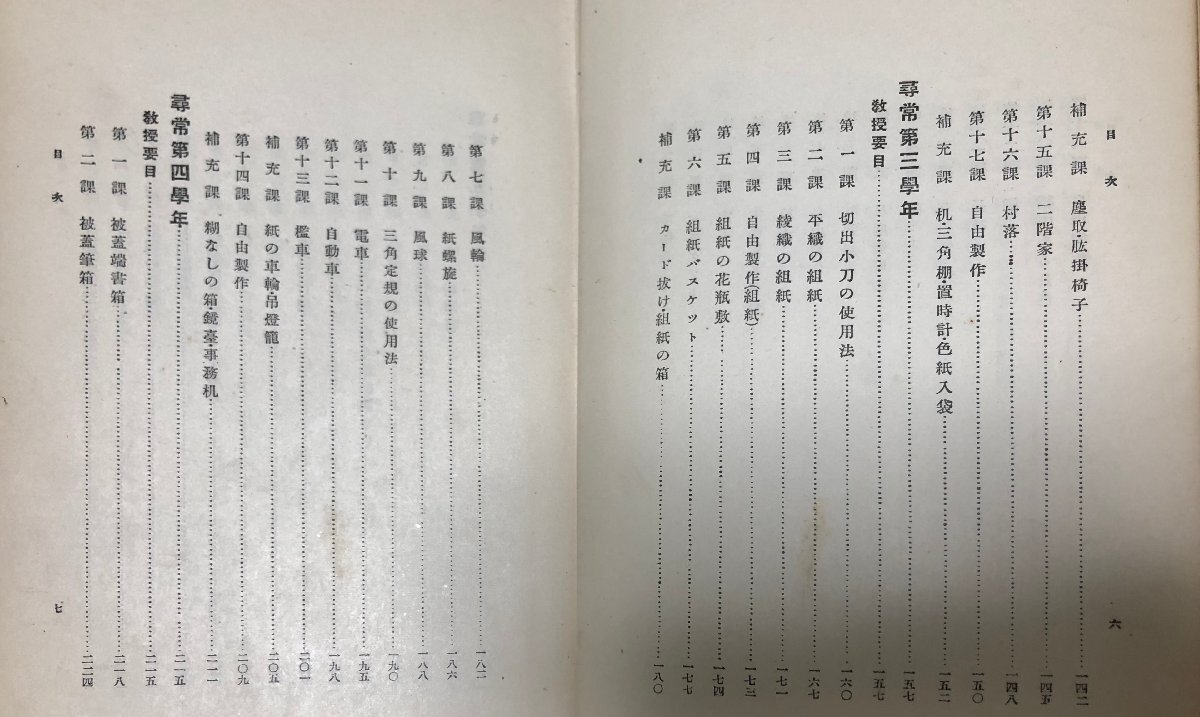 目次
六
補充課 塵取・肱掛椅子……一四二
第十五課 二階家……一四五
第十六課 村落……一四八
第十七課 自由製作……一五〇
補充課 机・三角棚・置時計・色紙入袋……一五二
尋常第三學年……一五七
敎授要目……一五七
第一課 切出小刀の使用法……一六〇
第二課 平織の組紙……一六七
第三課 綾織の組紙……一七一
第四課 自由製作(組紙)……一七三
第五課 組紙の花瓶敷……一七四
第六課 組紙バスケット……一七七
補充課 カード抜け・組紙の箱……一八〇
第七課 風輪……一八二
第八課 紙螺旋……一八六
第九課 風球……一八八
第十課 三角定規の使用法……一九〇
第十一課 電車……一九五
第十二課 自動車……一九八
第十三課 檻車……二〇一
補充課 紙の車輪・吊燈籠……二〇五
第十四課 自由製作……二〇九
補充課 糊なしの箱・鏡臺・事務机……二一一
尋常第四學年……二一五
敎授要目……二一五
第一課 被蓋端書箱……二一八
第二課 被蓋筆箱……二二四
目次
七